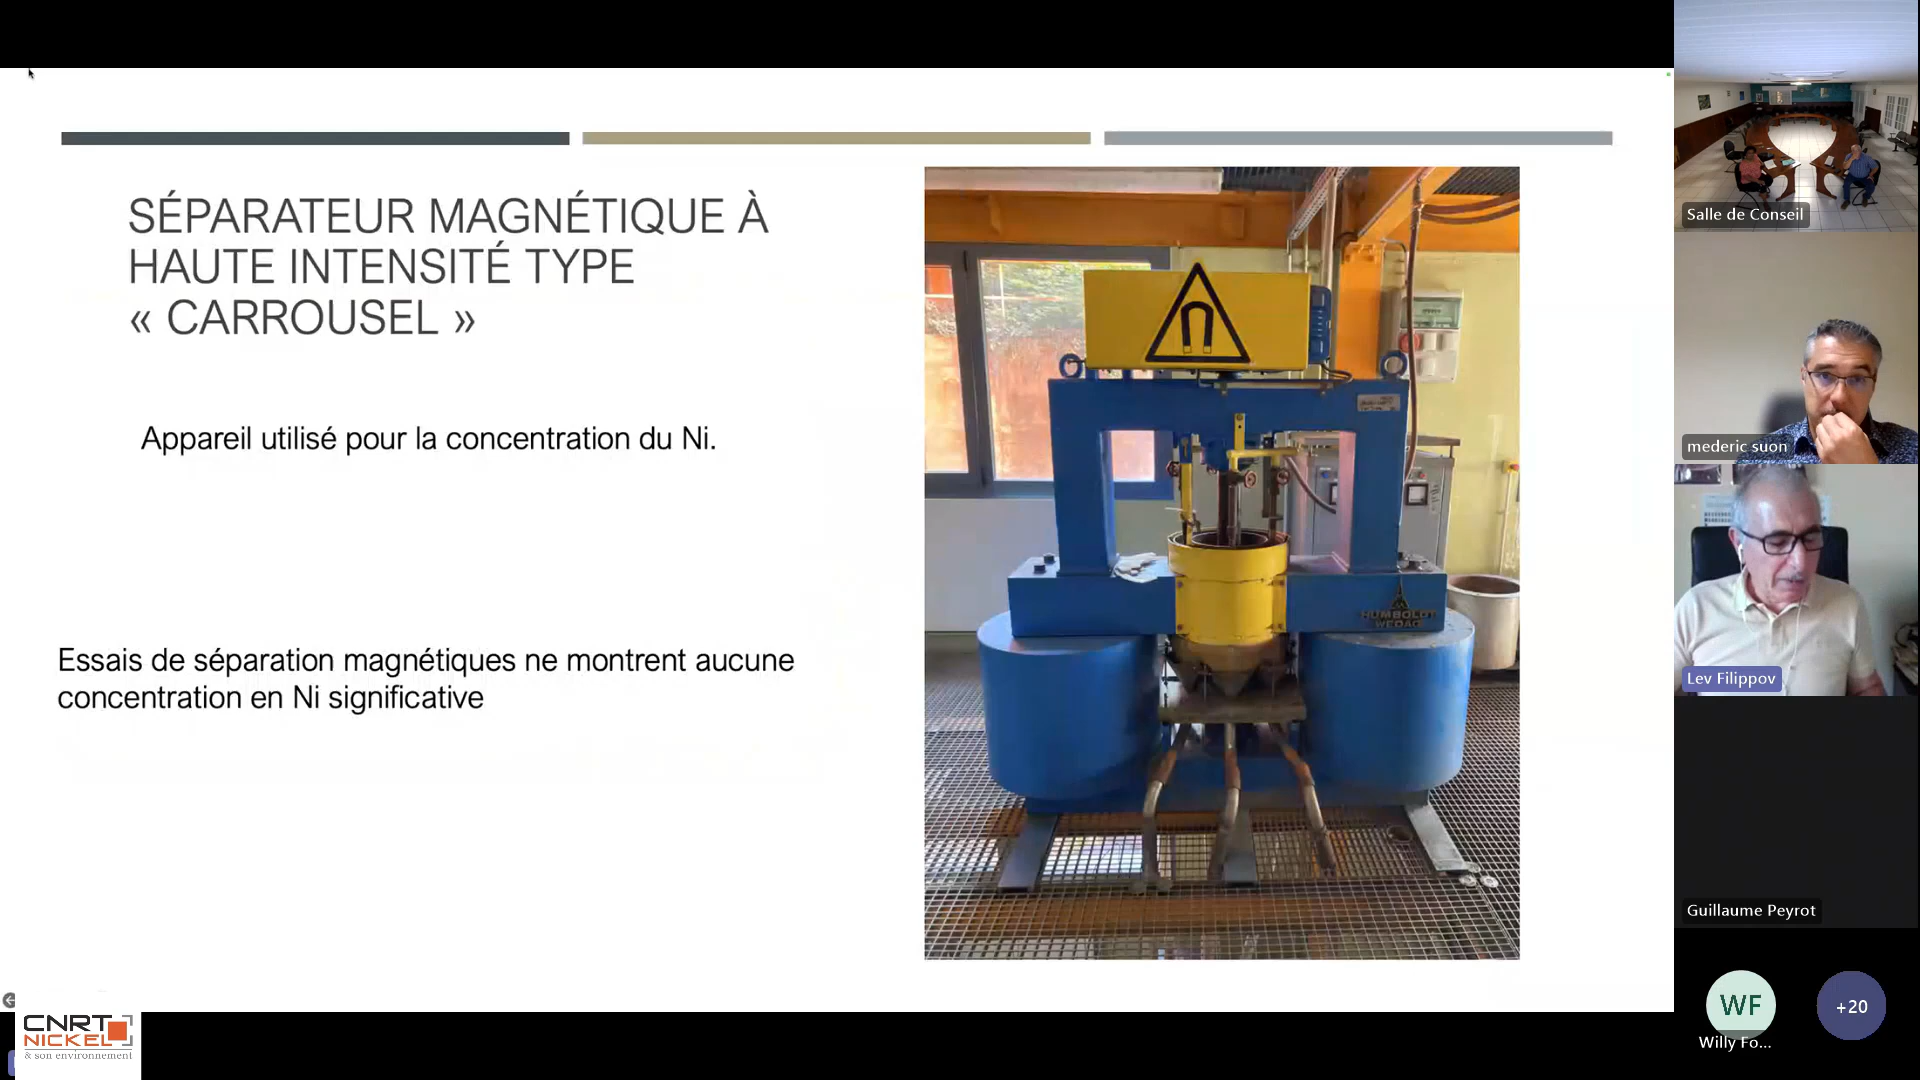 SÉPARATEUR MAGNÉTIQUE À
HAUTE INTENSITÉ TYPE
« CARROUSEL »
Appareil utilisé pour la concentration du Ni.
Essais de séparation magnétiques ne montrent aucune
concentration en Ni significative
HUMBOLDT
WEDAG
Salle de Conseil
mederic suon
Lev Filippov
Guillaume Peyrot
WF
+20
Willy Fo...
CNRT
NICKEL
& son environnement